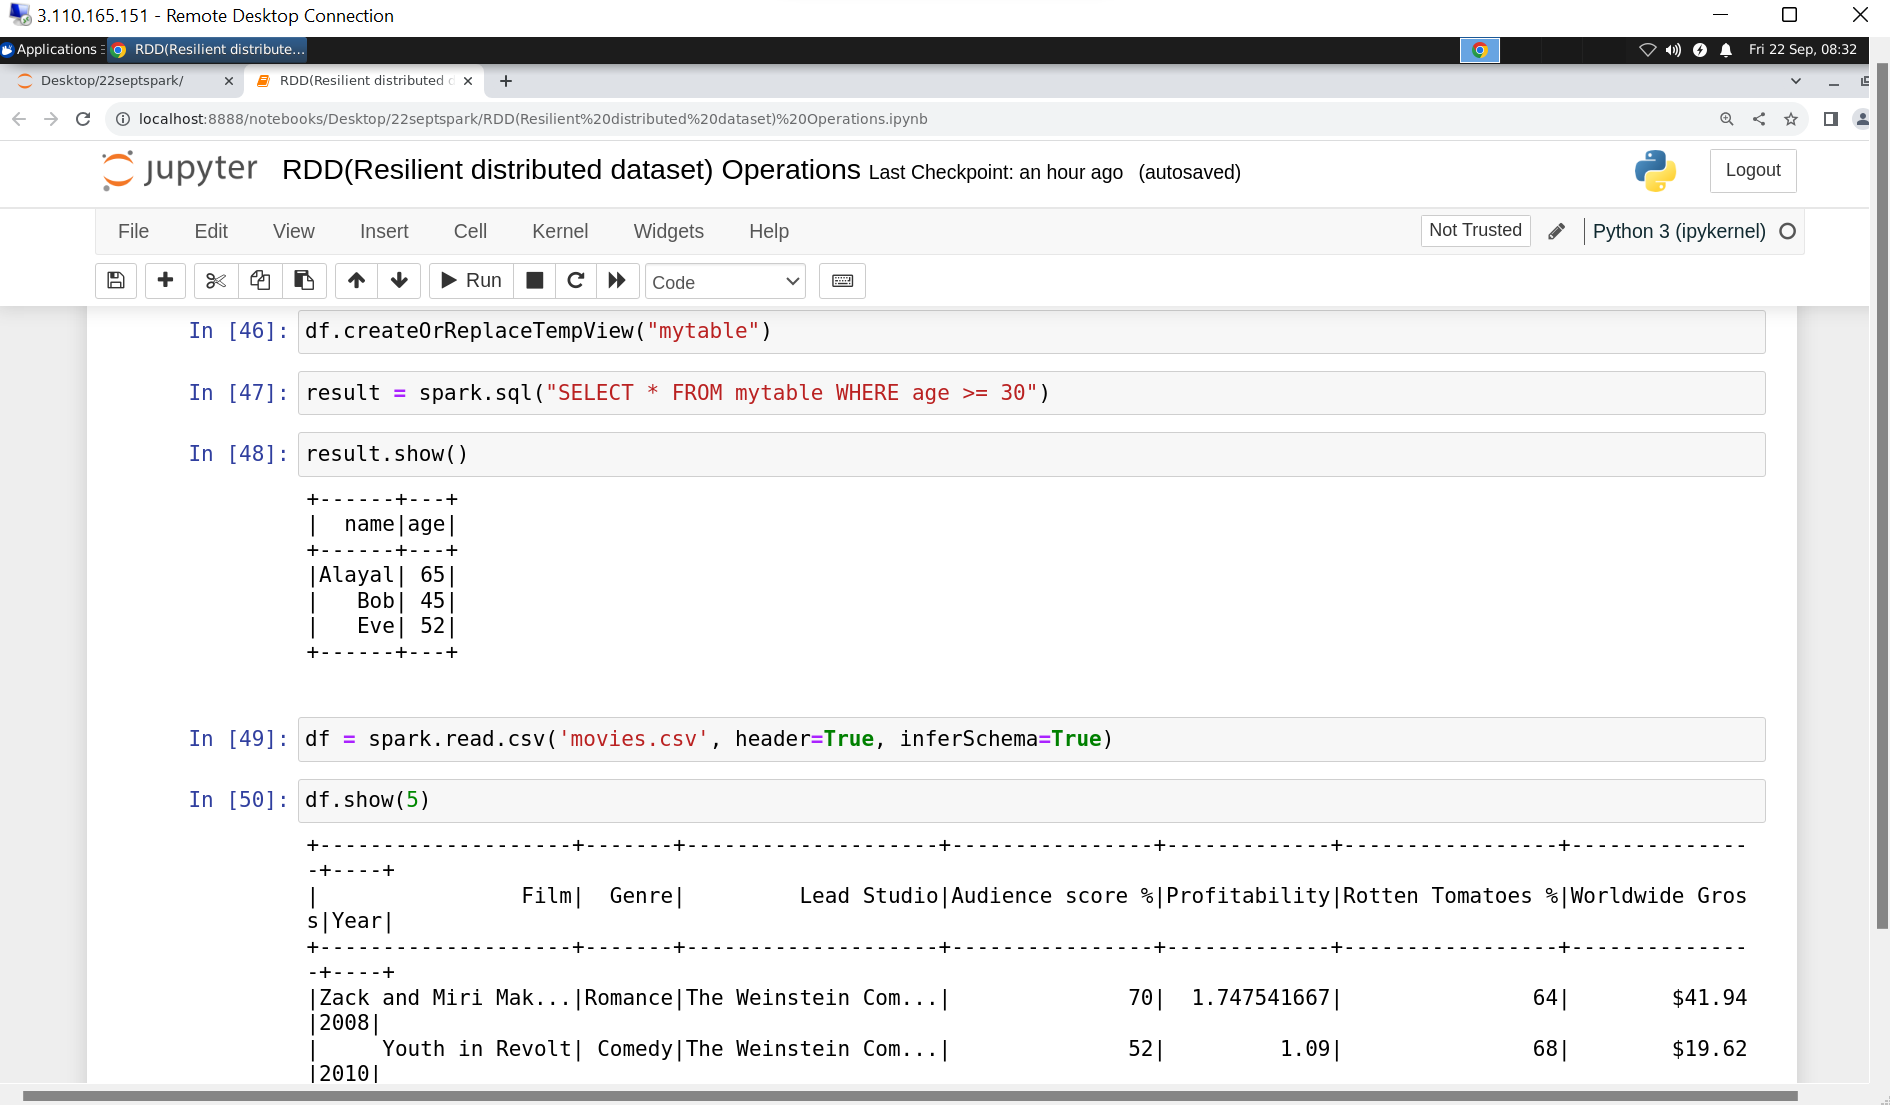 3.110.165.151 - Remote Desktop Connection
Applications RDD(Resilient distribute... Fri 22 Sep, 08:32
Desktop/22septspark/ RDD(Resilient distributed
localhost:8888/notebooks/Desktop/22septspark/RDD(Resilient%20distributed%20dataset)%20Operations.ipynb
jupyter RDD(Resilient distributed dataset) Operations Last Checkpoint: an hour ago (autosaved) Logout
File Edit View Insert Cell Kernel Widgets Help Not Trusted Python 3 (ipykernel)
Run Code
In [46]: df.createOrReplaceTempView("mytable")
In [47]: result = spark.sql("SELECT * FROM mytable WHERE age >= 30")
In [48]: result.show()
+------+---+
|  name|age|
+------+---+
|Alayal| 65|
|   Bob| 45|
|   Eve| 52|
+------+---+
In [49]: df = spark.read.csv('movies.csv', header=True, inferSchema=True)
In [50]: df.show(5)
+--------------------+-------+--------------------+----------------+-------------+-----------------+--------------
-+----+
|                Film|  Genre|         Lead Studio|Audience score %|Profitability|Rotten Tomatoes %|Worldwide Gros
s|Year|
+--------------------+-------+--------------------+----------------+-------------+-----------------+--------------
-+----+
|Zack and Miri Mak...|Romance|The Weinstein Com...|              70|  1.747541667|               64|        $41.94
|2008|
|     Youth in Revolt| Comedy|The Weinstein Com...|              52|         1.09|               68|        $19.62
|2010|